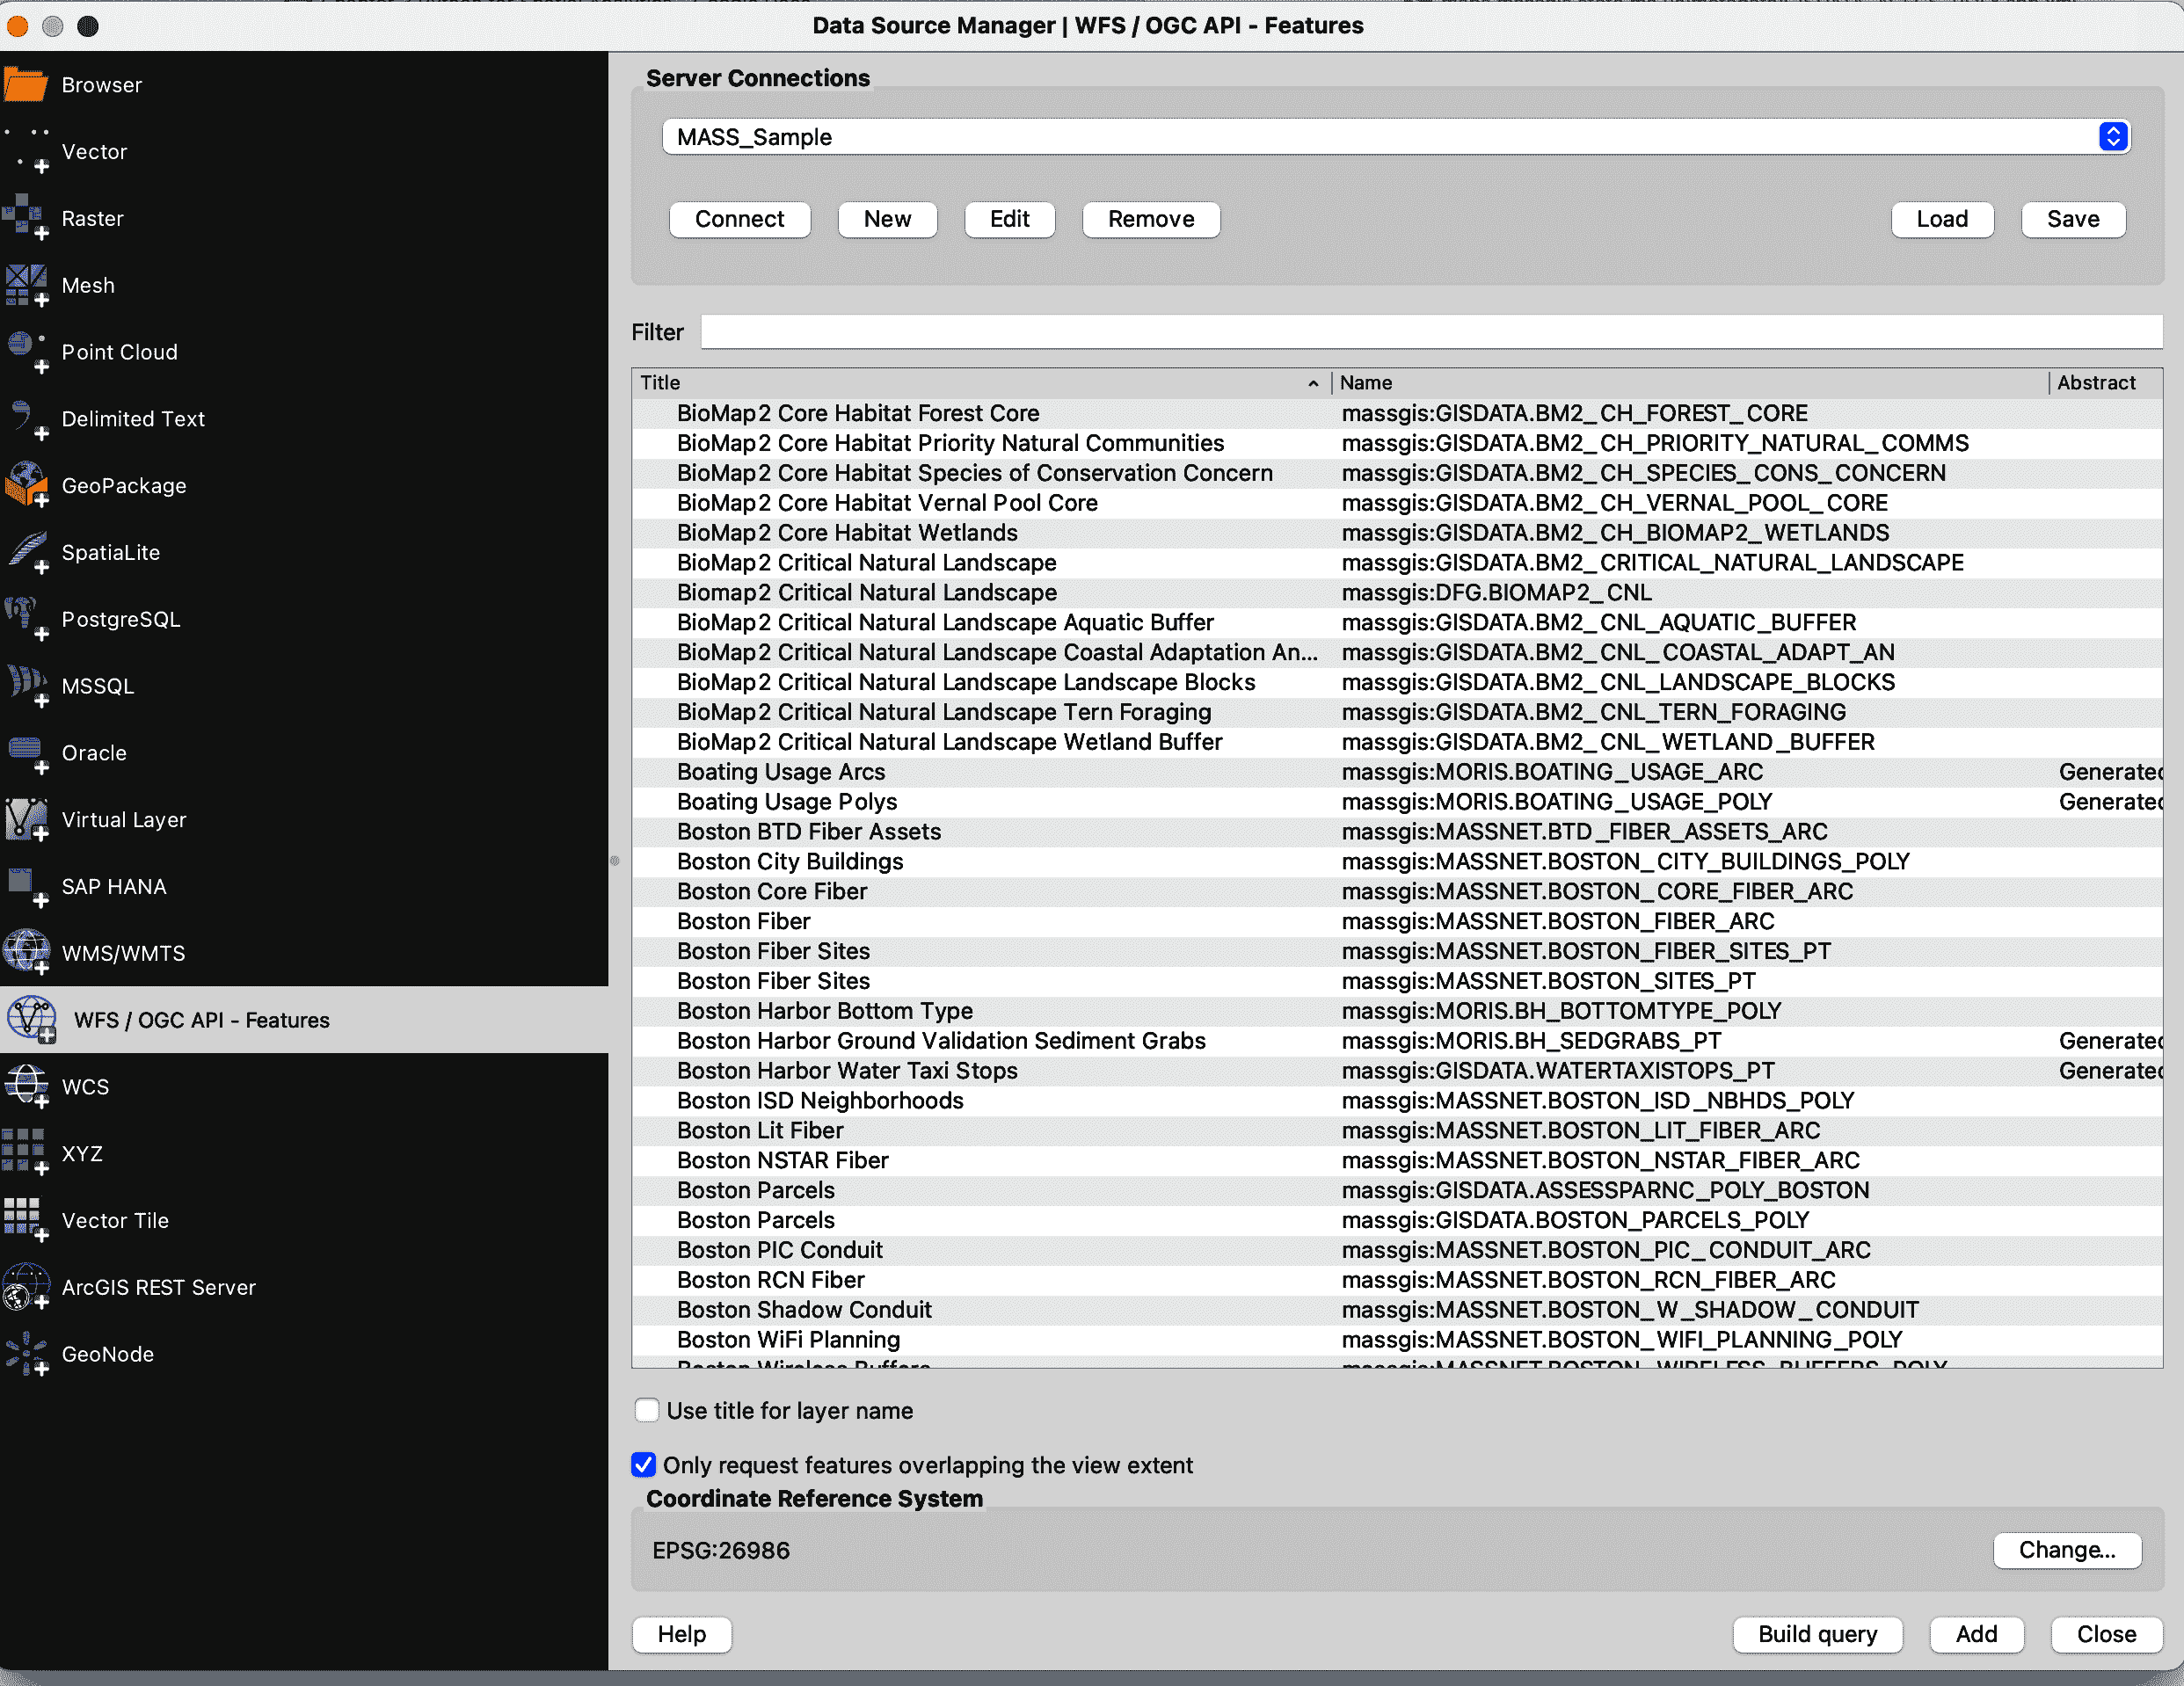 Data Source Manager | WFS / OGC API - Features
Browser
Vector
Raster
Mesh
Point Cloud
Delimited Text
GeoPackage
SpatiaLite
PostgreSQL
MSSQL
Oracle
Virtual Layer
SAP HANA
WMS/WMTS
WFS / OGC API - Features
WCS
XYZ
Vector Tile
ArcGIS REST Server
GeoNode
Server Connections
MASS_Sample
Connect New Edit Remove Load Save
Filter
Title Name Abstract
BioMap2 Core Habitat Forest Core massgis:GISDATA.BM2_CH_FOREST_CORE
BioMap2 Core Habitat Priority Natural Communities massgis:GISDATA.BM2_CH_PRIORITY_NATURAL_COMMS
BioMap2 Core Habitat Species of Conservation Concern massgis:GISDATA.BM2_CH_SPECIES_CONS_CONCERN
BioMap2 Core Habitat Vernal Pool Core massgis:GISDATA.BM2_CH_VERNAL_POOL_CORE
BioMap2 Core Habitat Wetlands massgis:GISDATA.BM2_CH_BIOMAP2_WETLANDS
BioMap2 Critical Natural Landscape massgis:GISDATA.BM2_CRITICAL_NATURAL_LANDSCAPE
Biomap2 Critical Natural Landscape massgis:DFG.BIOMAP2_CNL
BioMap2 Critical Natural Landscape Aquatic Buffer massgis:GISDATA.BM2_CNL_AQUATIC_BUFFER
BioMap2 Critical Natural Landscape Coastal Adaptation An... massgis:GISDATA.BM2_CNL_COASTAL_ADAPT_AN
BioMap2 Critical Natural Landscape Landscape Blocks massgis:GISDATA.BM2_CNL_LANDSCAPE_BLOCKS
BioMap2 Critical Natural Landscape Tern Foraging massgis:GISDATA.BM2_CNL_TERN_FORAGING
BioMap2 Critical Natural Landscape Wetland Buffer massgis:GISDATA.BM2_CNL_WETLAND_BUFFER
Boating Usage Arcs massgis:MORIS.BOATING_USAGE_ARC Generated
Boating Usage Polys massgis:MORIS.BOATING_USAGE_POLY Generated
Boston BTD Fiber Assets massgis:MASSNET.BTD_FIBER_ASSETS_ARC
Boston City Buildings massgis:MASSNET.BOSTON_CITY_BUILDINGS_POLY
Boston Core Fiber massgis:MASSNET.BOSTON_CORE_FIBER_ARC
Boston Fiber massgis:MASSNET.BOSTON_FIBER_ARC
Boston Fiber Sites massgis:MASSNET.BOSTON_FIBER_SITES_PT
Boston Fiber Sites massgis:MASSNET.BOSTON_SITES_PT
Boston Harbor Bottom Type massgis:MORIS.BH_BOTTOMTYPE_POLY
Boston Harbor Ground Validation Sediment Grabs massgis:MORIS.BH_SEDGRABS_PT Generated
Boston Harbor Water Taxi Stops massgis:GISDATA.WATERTAXISTOPS_PT Generated
Boston ISD Neighborhoods massgis:MASSNET.BOSTON_ISD_NBHDS_POLY
Boston Lit Fiber massgis:MASSNET.BOSTON_LIT_FIBER_ARC
Boston NSTAR Fiber massgis:MASSNET.BOSTON_NSTAR_FIBER_ARC
Boston Parcels massgis:GISDATA.ASSESSPARNC_POLY_BOSTON
Boston Parcels massgis:GISDATA.BOSTON_PARCELS_POLY
Boston PIC Conduit massgis:MASSNET.BOSTON_PIC_CONDUIT_ARC
Boston RCN Fiber massgis:MASSNET.BOSTON_RCN_FIBER_ARC
Boston Shadow Conduit massgis:MASSNET.BOSTON_W_SHADOW_CONDUIT
Boston WiFi Planning massgis:MASSNET.BOSTON_WIFI_PLANNING_POLY
Boston Wireless Buffers massgis:MASSNET.BOSTON_WIRELESS_BUFFERS_POLY
Use title for layer name
Only request features overlapping the view extent
Coordinate Reference System
EPSG:26986
Change...
Help Build query Add Close